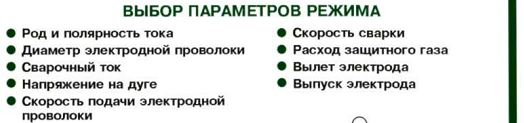 ВЫБОР ПАРАМЕТРОВ РЕЖИМА
● Род и полярность тока
● Диаметр электродной проволоки
● Сварочный ток
● Напряжение на дуге
● Скорость подачи электродной
проволоки
● Скорость сварки
● Расход защитного газа
● Вылет электрода
● Выпуск электрода